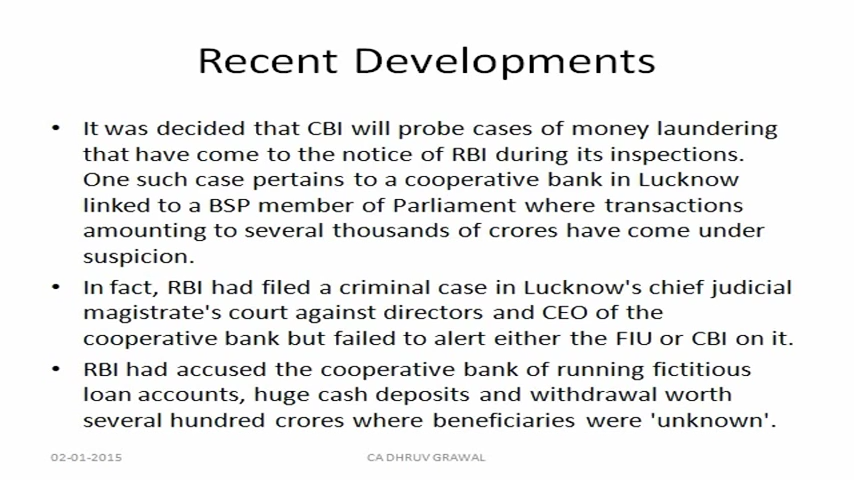 Recent Developments
• It was decided that CBI will probe cases of money laundering
that have come to the notice of RBI during its inspections.
One such case pertains to a cooperative bank in Lucknow
linked to a BSP member of Parliament where transactions
amounting to several thousands of crores have come under
suspicion.
• In fact, RBI had filed a criminal case in Lucknow's chief judicial
magistrate's court against directors and CEO of the
cooperative bank but failed to alert either the FIU or CBI on it.
• RBI had accused the cooperative bank of running fictitious
loan accounts, huge cash deposits and withdrawal worth
several hundred crores where beneficiaries were 'unknown'.
02-01-2015
CA DHRUV GRAWAL